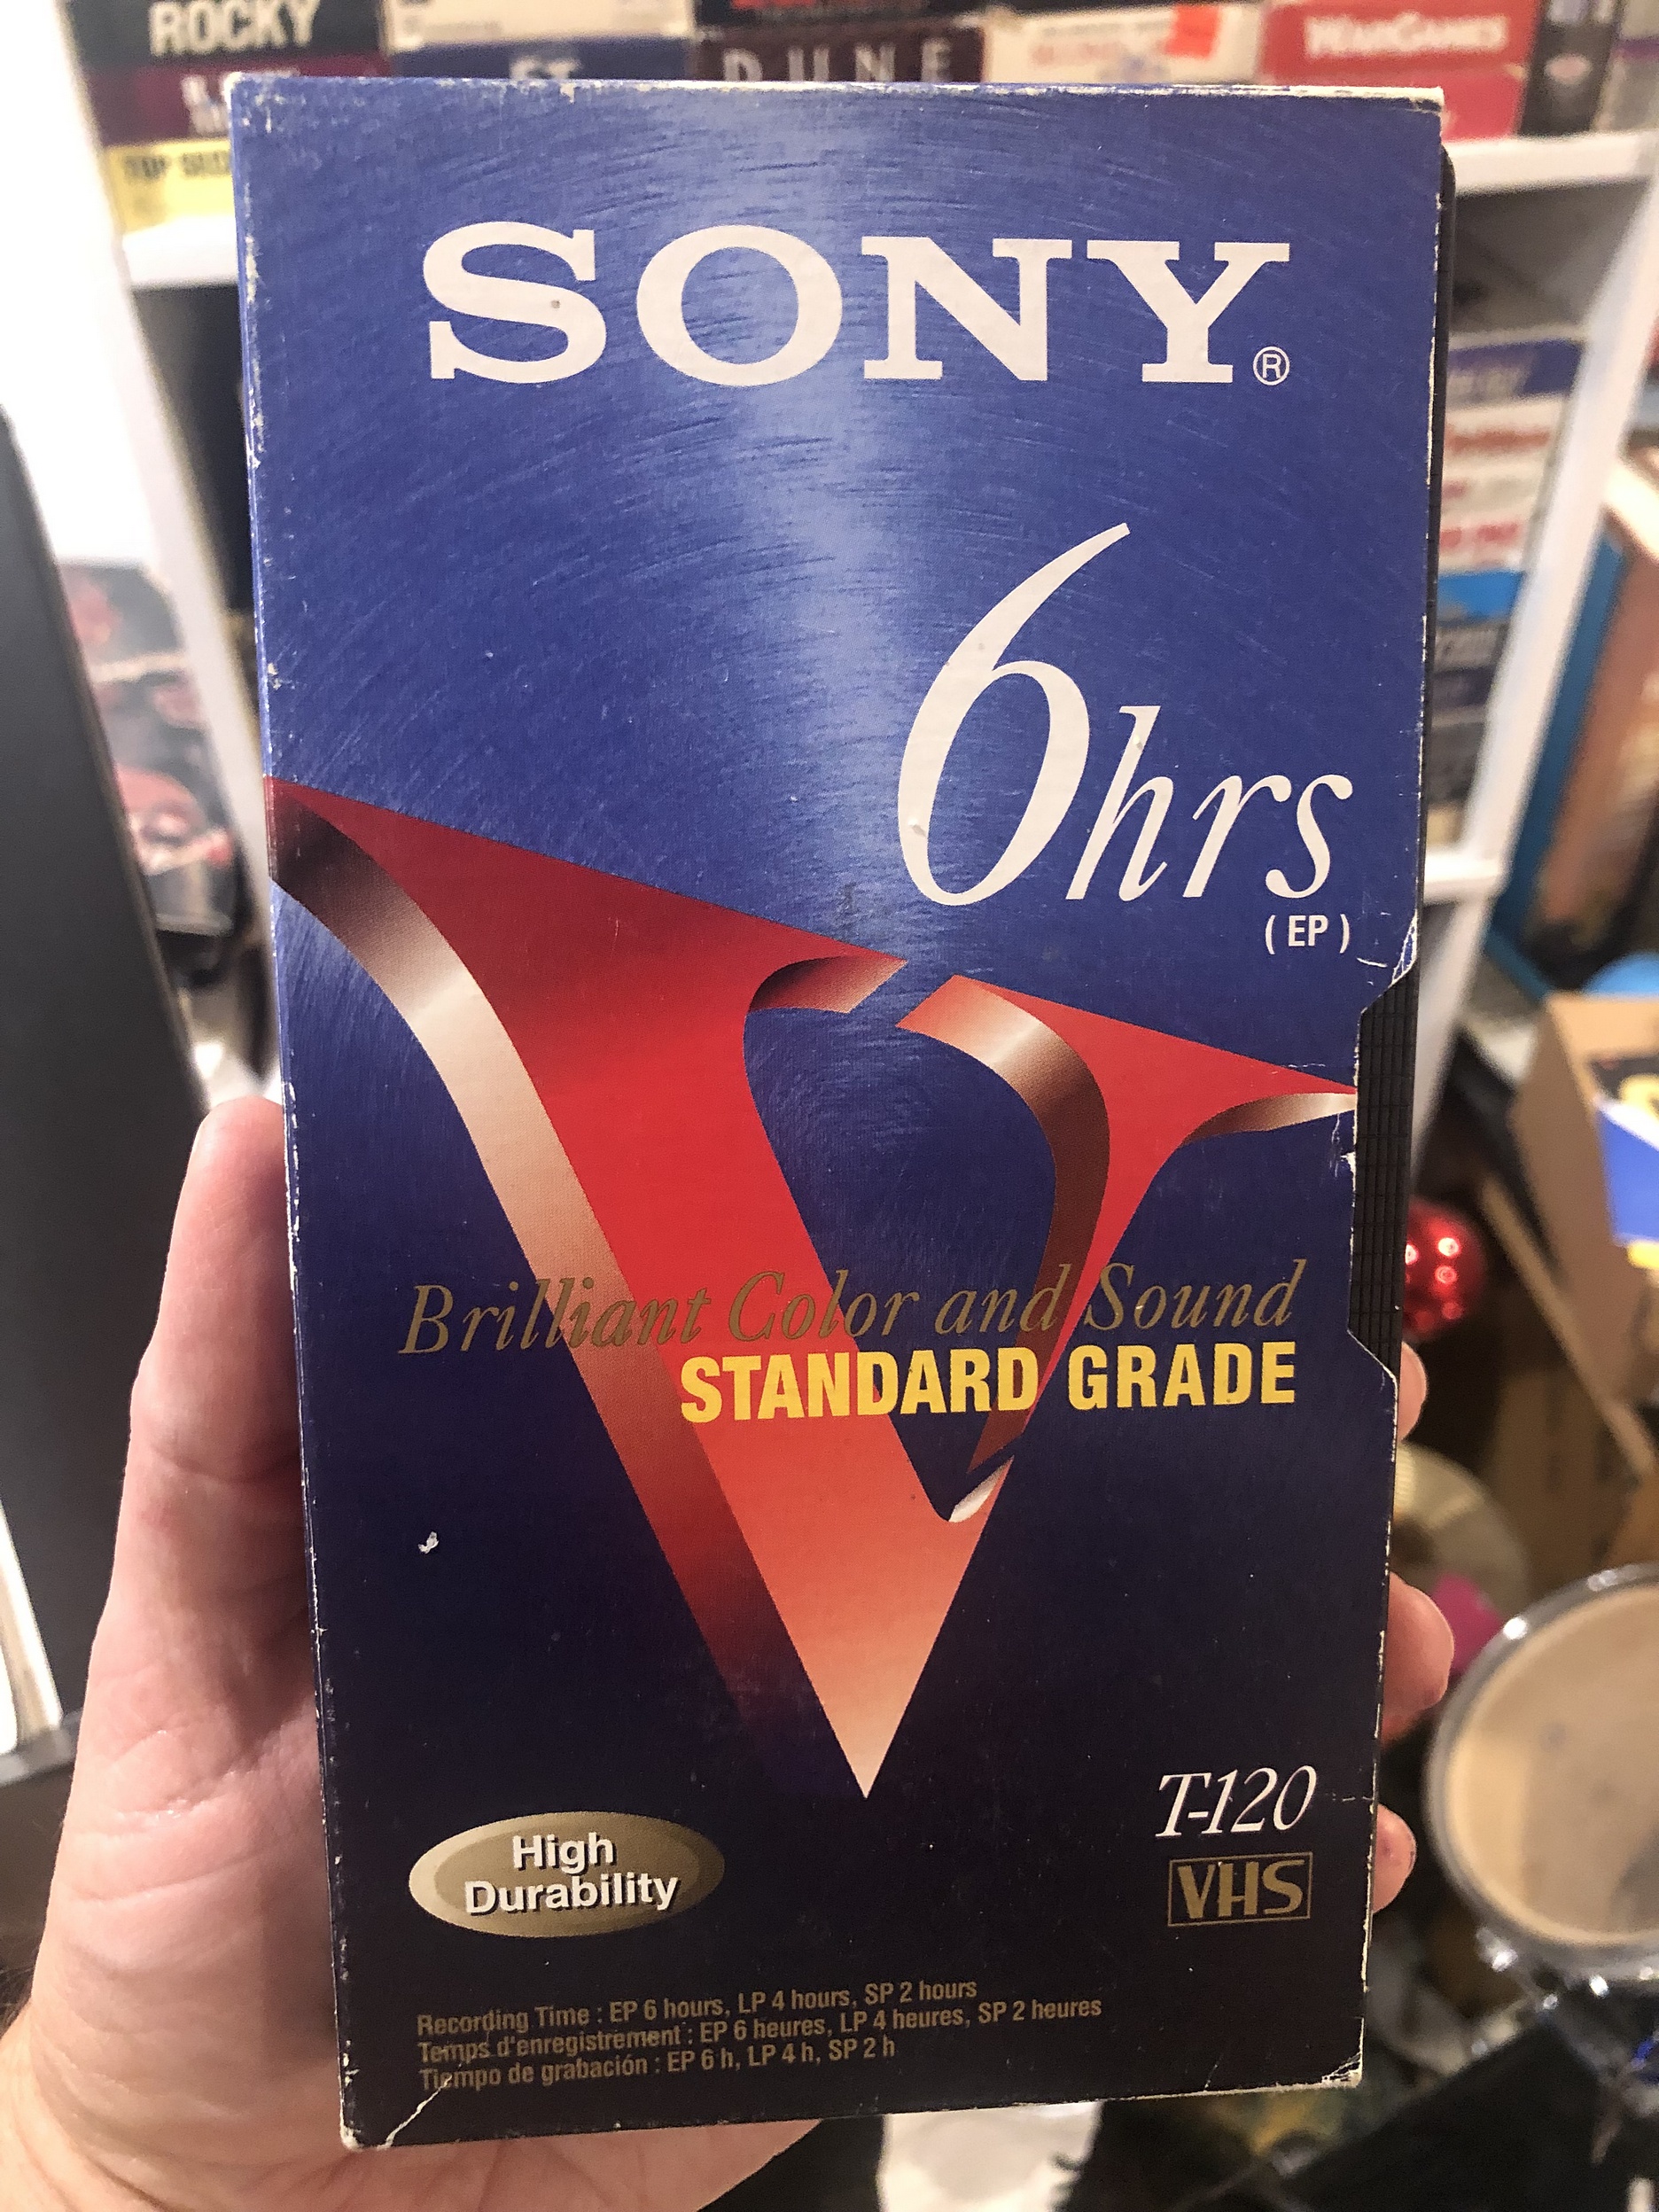 ROCKY
DUNE
WARGAMES
SONY®
6hrs
(EP)
Brilliant Color and Sound
STANDARD GRADE
T-120
VHS
High
Durability
Recording Time : EP 6 hours, LP 4 hours, SP 2 hours
Temps d'enregistrement : EP 6 heures, LP 4 heures, SP 2 heures
Tiempo de grabación : EP 6 h, LP 4 h, SP 2 h